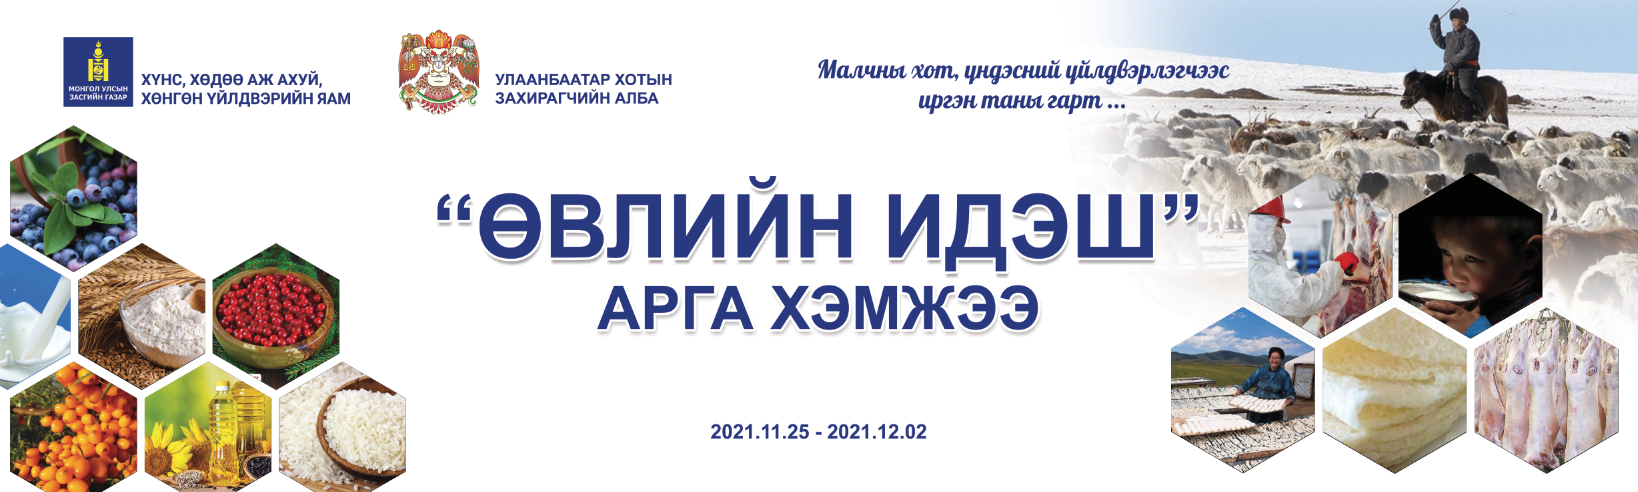 МОНГОЛ УЛСЫН
ЗАСГИЙН ГАЗАР
ХҮНС, ХӨДӨӨ АЖ АХУЙ,
ХӨНГӨН ҮЙЛДВЭРИЙН ЯАМ
УЛААНБААТАР ХОТЫН
ЗАХИРАГЧИЙН АЛБА
Малчны хот, үндэсний үйлдвэрлэгчээс
иргэн таны гарт ...
“ӨВЛИЙН ИДЭШ”
АРГА ХЭМЖЭЭ
2021.11.25 - 2021.12.02